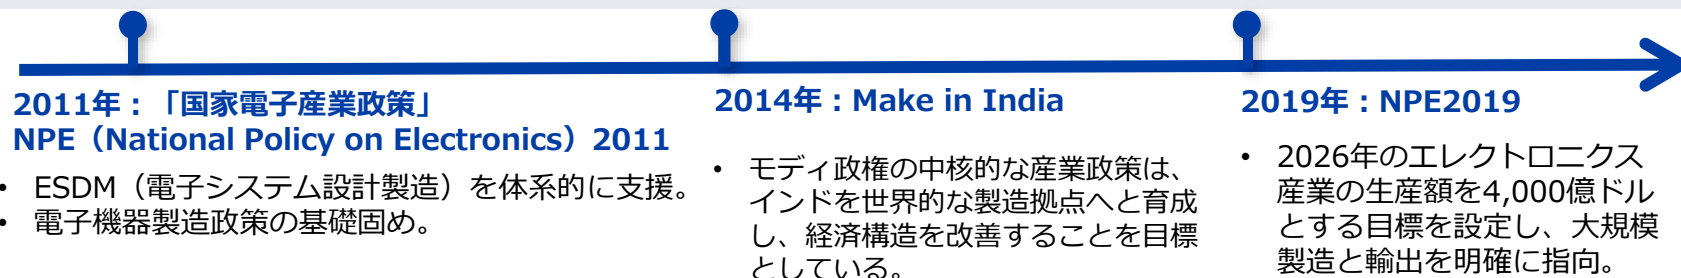 2011年：「国家電子産業政策」
NPE（National Policy on Electronics）2011
• ESDM（電子システム設計製造）を体系的に支援。
• 電子機器製造政策の基礎固め。
2014年：Make in India
• モディ政権の中核的な産業政策は、
インドを世界的な製造拠点へと育成
し、経済構造を改善することを目標
としている。
2019年：NPE2019
• 2026年のエレクトロニクス
産業の生産額を4,000億ドル
とする目標を設定し、大規模
製造と輸出を明確に指向。